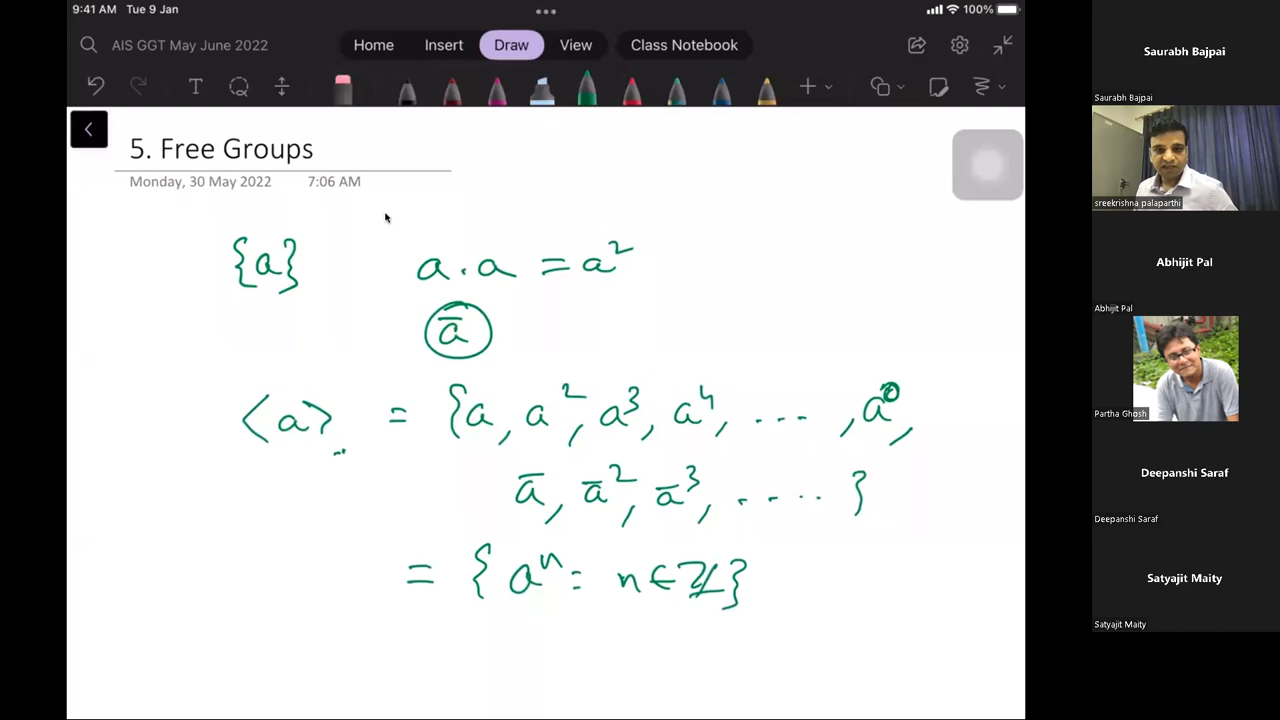 9:41 AM Tue 9 Jan
100%
AIS GGT May June 2022
Home Insert Draw View Class Notebook
T
5. Free Groups
Monday, 30 May 2022 7:06 AM
{a} a . a = a²
ā
<a> = {a, a², a³, a⁴, ..., a⁰,
ā, ā², ā³, .... }
= { aⁿ : n ∈ ℤ}
Saurabh Bajpai
Saurabh Bajpai
sreekrishna palaparthi
Abhijit Pal
Abhijit Pal
Partha Ghosh
Deepanshi Saraf
Deepanshi Saraf
Satyajit Maity
Satyajit Maity